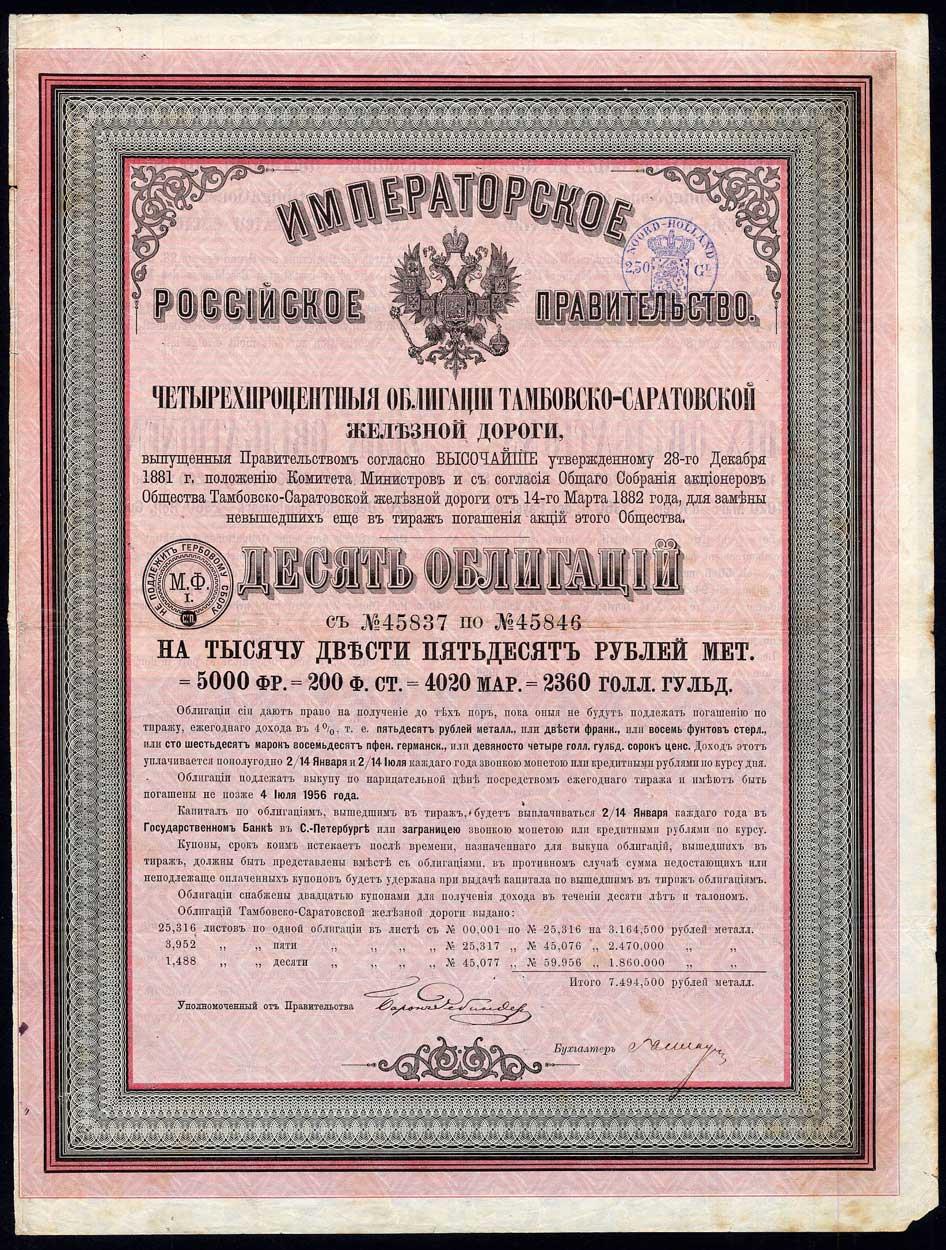 ИМПЕРАТОРСКОЕ
NOORD-HOLLAND
2,50 GL
РОССІЙСКОЕ ПРАВИТЕЛЬСТВО.
ЧЕТЫРЕХПРОЦЕНТНЫЯ ОБЛИГАЦІИ ТАМБОВСКО-САРАТОВСКОЙ
ЖЕЛѢЗНОЙ ДОРОГИ,
выпущенныя Правительствомъ согласно ВЫСОЧАЙШЕ утвержденному 28-го Декабря
1881 г. положенію Комитета Министровъ и съ согласія Общаго Собранія акціонеровъ
Общества Тамбовско-Саратовской желѣзной дороги отъ 14-го Марта 1882 года, для замѣны
невышедшихъ еще въ тиражъ погашенія акцій этого Общества.
НЕ ПОДЛЕЖИТЪ ГЕРБОВОМУ СБОРУ
М.Ф.
I.
С.П.
ДЕСЯТЬ ОБЛИГАЦІЙ
съ №45837 по №45846
НА ТЫСЯЧУ ДВѢСТИ ПЯТЬДЕСЯТЪ РУБЛЕЙ МЕТ.
= 5000 ФР. = 200 Ф. СТ. = 4020 МАР. = 2360 ГОЛЛ. ГУЛЬД.
Облигаціи сіи даютъ право на полученіе до тѣхъ поръ, пока оныя не будутъ подлежать погашенію по
тиражу, ежегоднаго дохода въ 4%, т. е. пятьдесятъ рублей металл., или двѣсти франк., или восемь фунтовъ стерл.,
или сто шестьдесятъ марокъ восемьдесятъ пфен. германск., или девяносто четыре голл. гульд. сорокъ ценс. Доходъ этотъ
уплачивается полугодно 2/14 Января и 2/14 Іюля каждаго года звонкою монетою или кредитными рублями по курсу дня.
Облигаціи подлежатъ выкупу по нарицательной цѣнѣ посредствомъ ежегоднаго тиража и имѣютъ быть
погашены не позже 4 Іюля 1956 года.
Капиталъ по облигаціямъ, вышедшимъ въ тиражъ, будетъ выплачиваться 2/14 Января каждаго года въ
Государственномъ Банкѣ въ С.-Петербургѣ или заграницею звонкою монетою или кредитными рублями по курсу.
Купоны, срокъ коимъ истекаетъ послѣ времени, назначеннаго для выкупа облигацій, вышедшихъ въ
тиражъ, должны быть представлены вмѣстѣ съ облигаціями, въ противномъ случаѣ сумма недостающихъ или
неподлежаще оплаченныхъ купоновъ будетъ удержана при выдачѣ капитала по вышедшимъ въ тиражъ облигаціямъ.
Облигаціи снабжены двадцатью купонами для полученія дохода въ теченіи десяти лѣтъ и талономъ.
Облигацій Тамбовско-Саратовской желѣзной дороги выдано:
25,316 листовъ по одной облигаціи въ листѣ съ № 00,001 по № 25,316 на 3.164,500 рублей металл.
3,952 „ „ пяти „ „ „ „ № 25,317 „ № 45,076 „ 2.470,000 „ „
1,488 „ „ десяти „ „ „ „ № 45,077 „ № 59.956 „ 1.860,000 „ „
Итого 7.494,500 рублей металл.
Уполномоченный отъ Правительства Баронъ Ребиндер
Бухгалтеръ